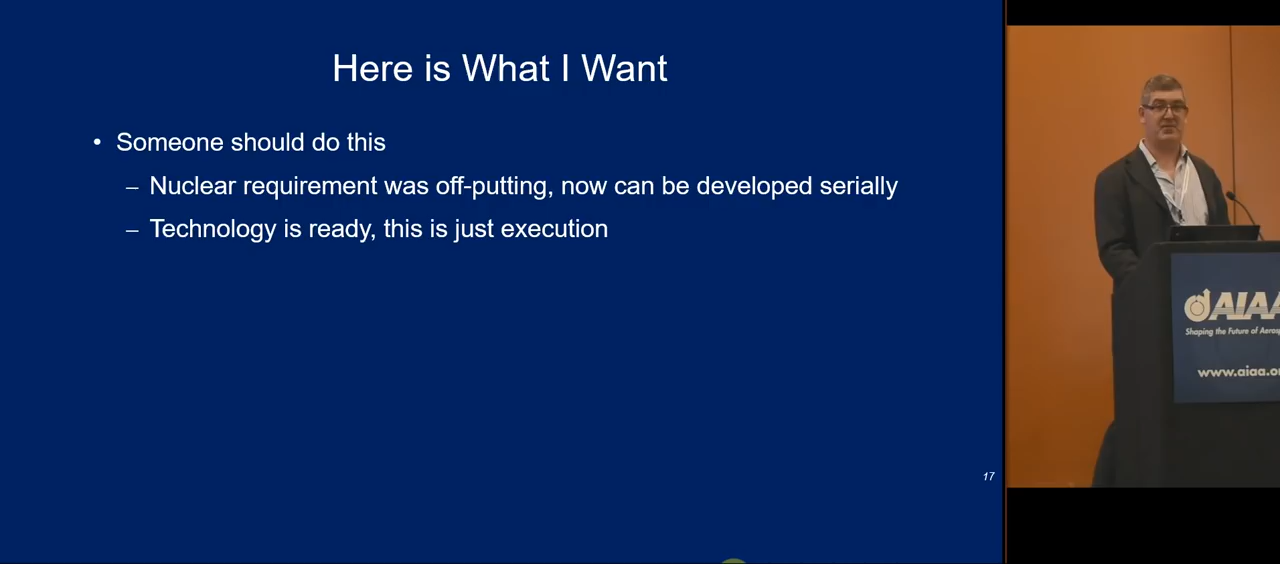 Here is What I Want
• Someone should do this
– Nuclear requirement was off-putting, now can be developed serially
– Technology is ready, this is just execution
17
AIAA
Shaping the Future of
www.aiaa.or